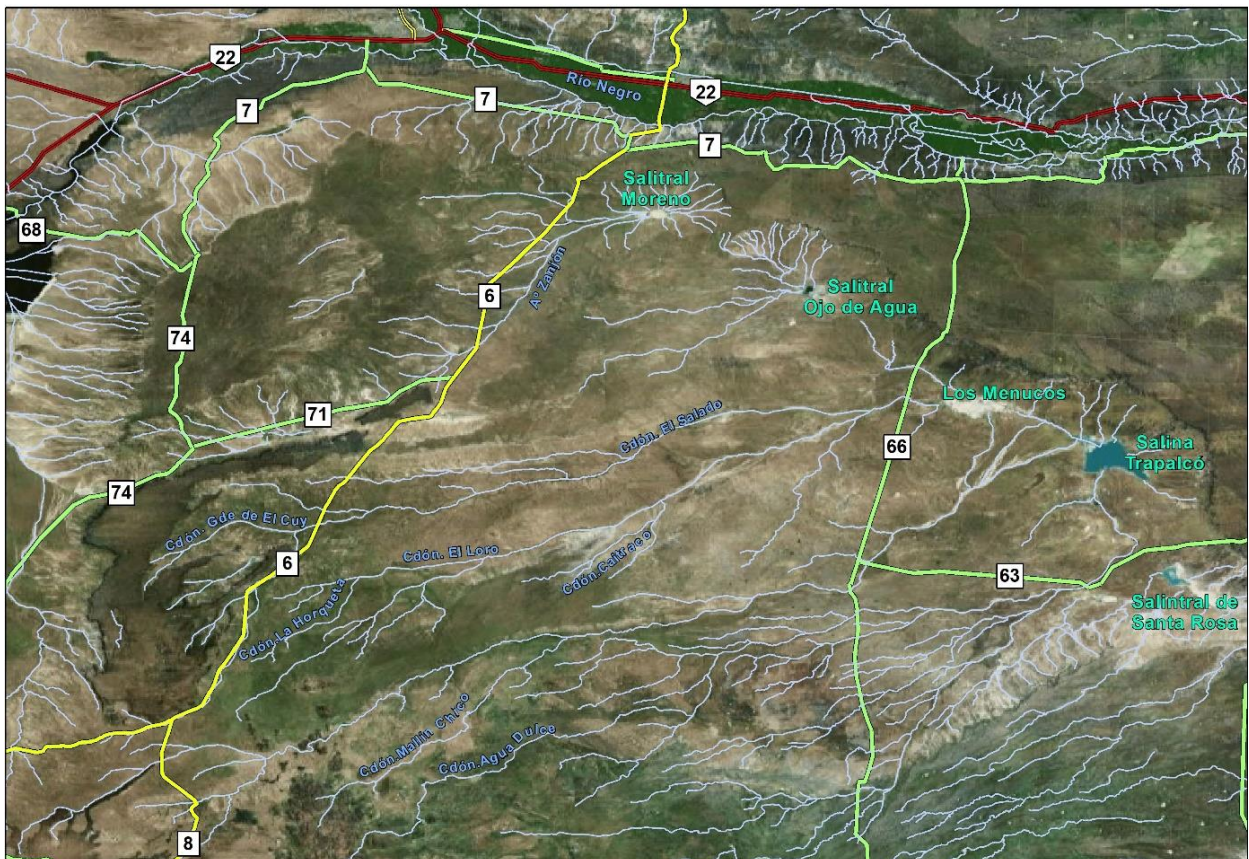 22
7
7
Río Negro
22
7
Salitral
Moreno
68
A° Zanjón
6
Salitral
Ojo de Agua
74
71
Los Menucos
Cdón. El Salado
66
Salina
Trapalcó
74
Cdón. Gde de El Cuy
6
Cdón. El Loro
Cdón.Caitraco
63
Cdón.La Horqueta
Salintral de
Santa Rosa
Cdón.Mallín Chico
Cdón.Agua Dulce
8